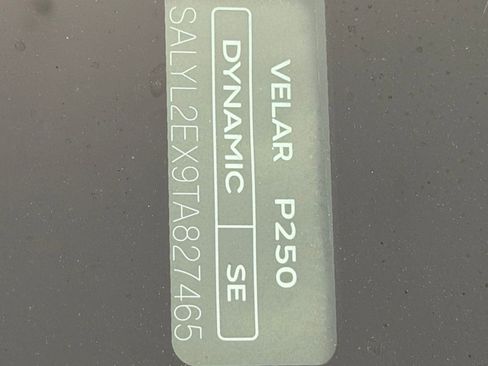 VELAR P250
DYNAMIC SE
SALYL2EX9TA827465